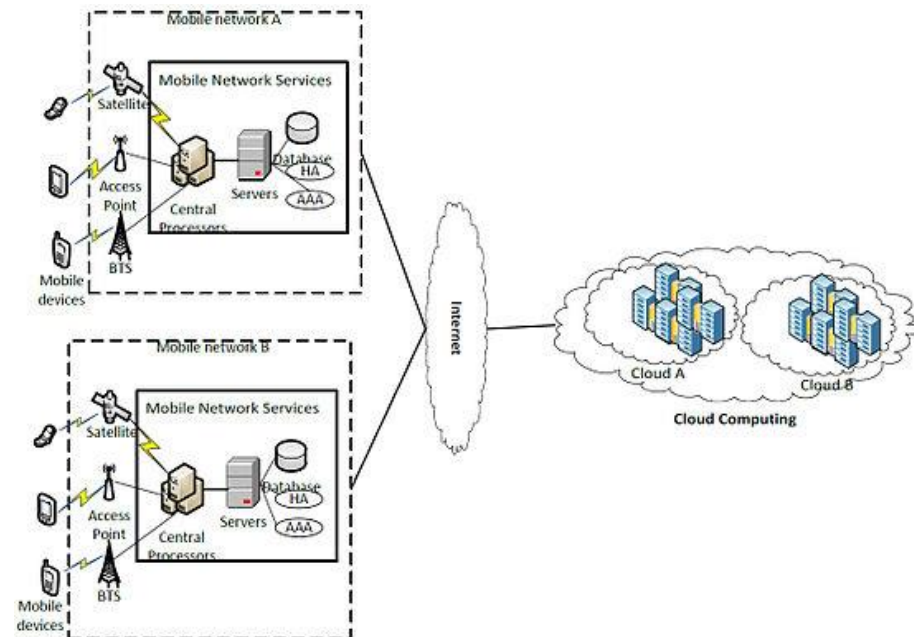 Mobile network A
Mobile Network Services
Satellite
Database
HA
Access
Point
Servers
AAA
Central
Processors
BTS
Mobile
devices
Mobile network B
Mobile Network Services
Satellite
Database
HA
Access
Point
Servers
AAA
Central
Processors
BTS
Mobile
devices
Internet
Cloud A
Cloud B
Cloud Computing